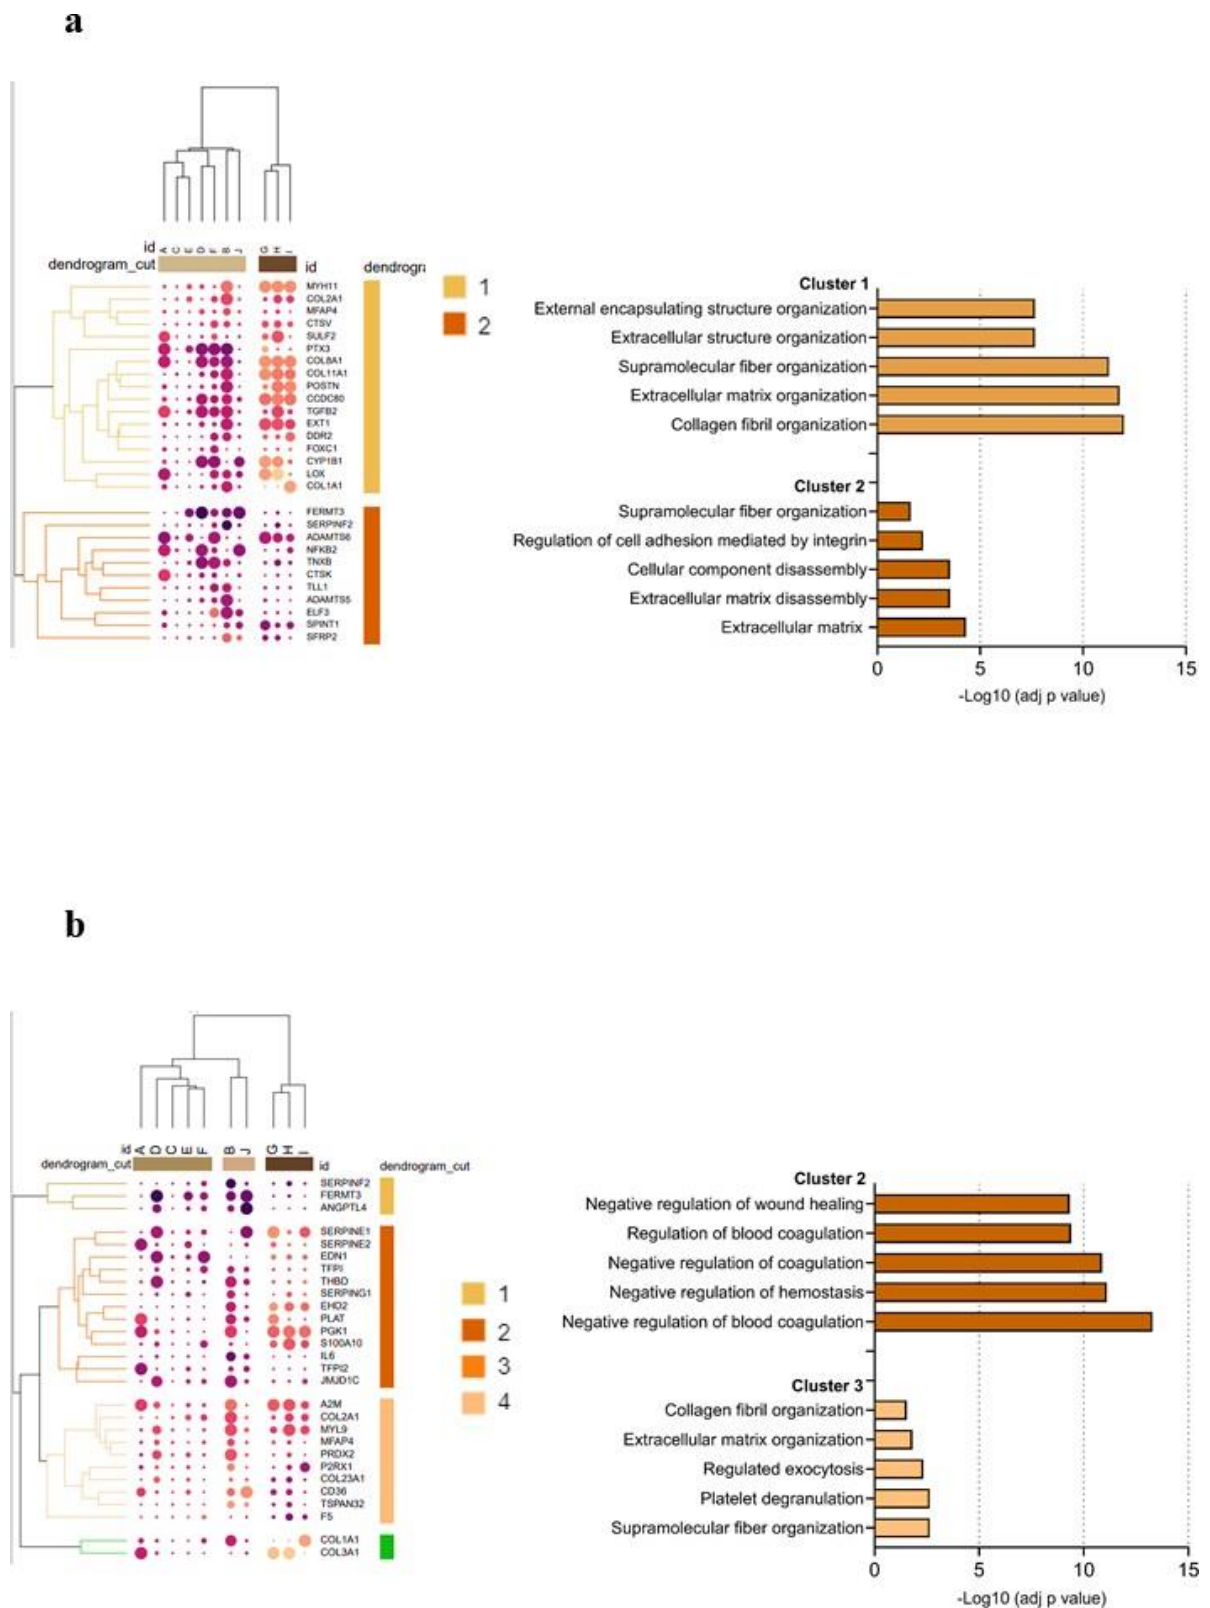 a
id
A C E D F B J G H I
dendrogram_cut
id
dendrogra
MYH11
COL2A1
MFAP4
CTSV
SULF2
PTX3
COL8A1
COL11A1
POSTN
CCDC80
TGFB2
EXT1
DDR2
FOXC1
CYP1B1
LOX
COL1A1
FERMT3
SERPINF2
ADAMTS6
NFKB2
TNXB
CTSK
TLL1
ADAMTS5
ELF3
SPINT1
SFRP2
1
2
Cluster 1
External encapsulating structure organization
Extracellular structure organization
Supramolecular fiber organization
Extracellular matrix organization
Collagen fibril organization
Cluster 2
Supramolecular fiber organization
Regulation of cell adhesion mediated by integrin
Cellular component disassembly
Extracellular matrix disassembly
Extracellular matrix
0 5 10 15
-Log10 (adj p value)
b
id
A D C E F B J G H I
dendrogram_cut
id
dendrogram_cut
SERPINF2
FERMT3
ANGPTL4
SERPINE1
SERPINE2
EDN1
TFPI
THBD
SERPING1
EHD2
PLAT
PGK1
S100A10
IL6
TFPI2
JMJD1C
A2M
COL2A1
MYL9
MFAP4
PRDX2
P2RX1
COL23A1
CD36
TSPAN32
F5
COL1A1
COL3A1
1
2
3
4
Cluster 2
Negative regulation of wound healing
Regulation of blood coagulation
Negative regulation of coagulation
Negative regulation of hemostasis
Negative regulation of blood coagulation
Cluster 3
Collagen fibril organization
Extracellular matrix organization
Regulated exocytosis
Platelet degranulation
Supramolecular fiber organization
0 5 10 15
-Log10 (adj p value)